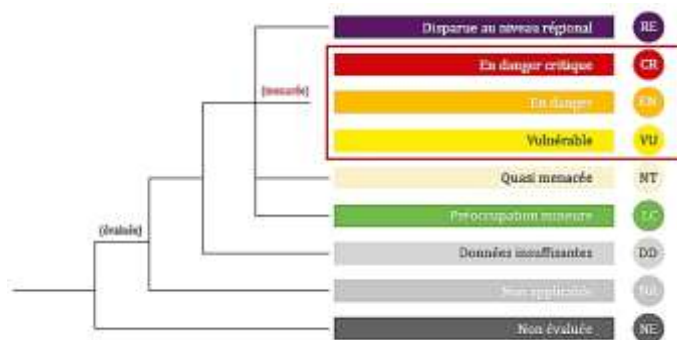 Disparue au niveau régional RE
En danger critique CR
(menacée)
En danger EN
Vulnérable VU
Quasi menacée NT
Préoccupation mineure LC
(évaluée)
Données insuffisantes DD
Non applicable NA
Non évaluée NE